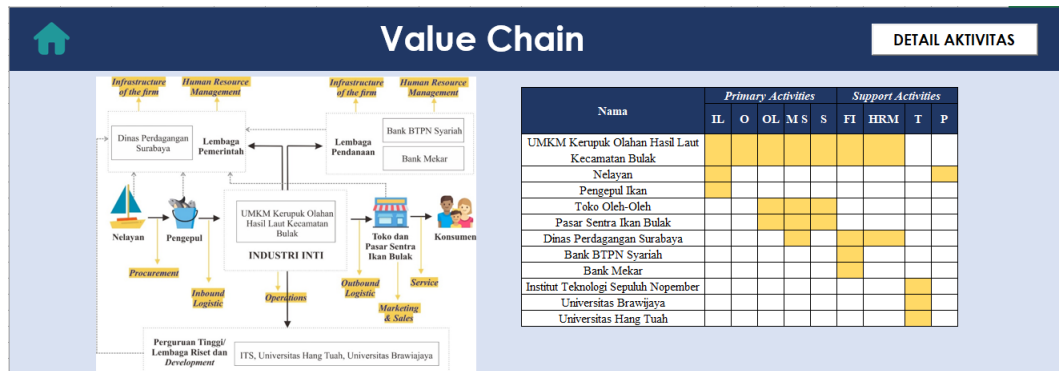 Value Chain
DETAIL AKTIVITAS
Infrastructure
of the firm
Human Resource
Management
Infrastructure
of the firm
Human Resource
Management
Dinas Perdagangan
Surabaya
Lembaga
Pemerintah
Lembaga
Pendanaan
Bank BTPN Syariah
Bank Mekar
Nelayan
Pengepul
UMKM Kerupuk Olahan
Hasil Laut Kecamatan
Bulak
INDUSTRI INTI
Toko dan
Pasar Sentra
Ikan Bulak
Konsumen
Procurement
Inbound
Logistic
Operations
Outbound
Logistic
Service
Marketing
& Sales
Perguruan Tinggi/
Lembaga Riset dan
Development
ITS, Universitas Hang Tuah, Universitas Brawiajaya
Nama
Primary Activities
Support Activities
IL O OL M S S FI HRM T P
UMKM Kerupuk Olahan Hasil Laut
Kecamatan Bulak
Nelayan
Pengepul Ikan
Toko Oleh-Oleh
Pasar Sentra Ikan Bulak
Dinas Perdagangan Surabaya
Bank BTPN Syariah
Bank Mekar
Institut Teknologi Sepuluh Nopember
Universitas Brawijaya
Universitas Hang Tuah